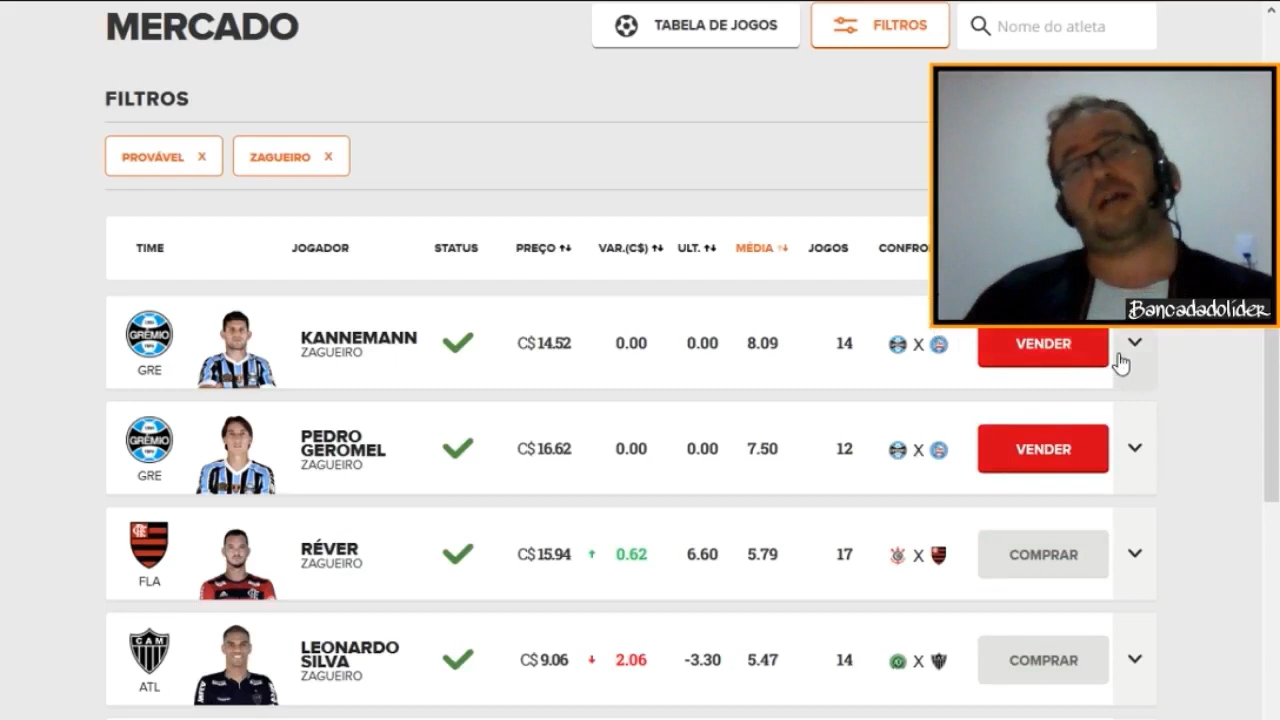 MERCADO
TABELA DE JOGOS
FILTROS
Nome do atleta
FILTROS
PROVÁVEL X
ZAGUEIRO X
TIME JOGADOR STATUS PREÇO VAR.(C$) ULT. MÉDIA JOGOS CONFRO
Bancadadolider
GRÊMIO
GRE
KANNEMANN
ZAGUEIRO
C$ 14.52 0.00 0.00 8.09 14 X VENDER
GRÊMIO
GRE
PEDRO
GEROMEL
ZAGUEIRO
C$ 16.62 0.00 0.00 7.50 12 X VENDER
FLA
RÉVER
ZAGUEIRO
C$ 15.94 0.62 6.60 5.79 17 X COMPRAR
CAM
ATL
LEONARDO
SILVA
ZAGUEIRO
C$ 9.06 2.06 -3.30 5.47 14 X COMPRAR